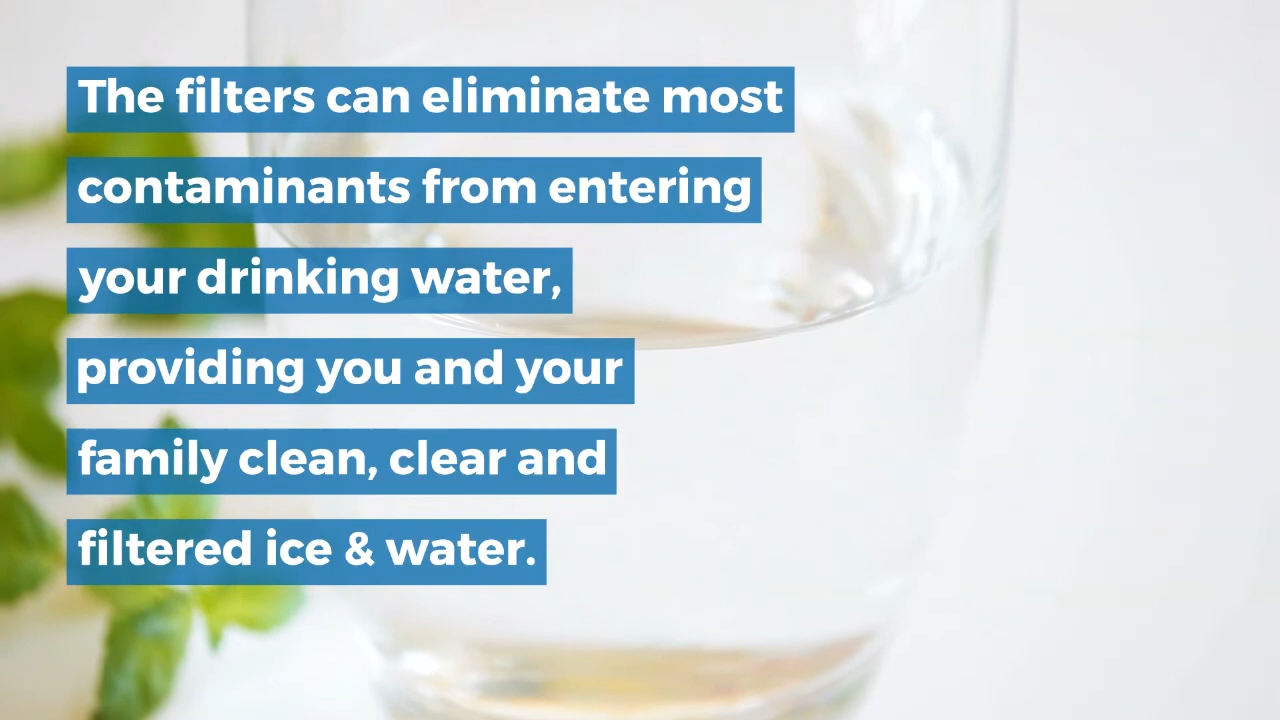 The filters can eliminate most
contaminants from entering
your drinking water,
providing you and your
family clean, clear and
filtered ice & water.